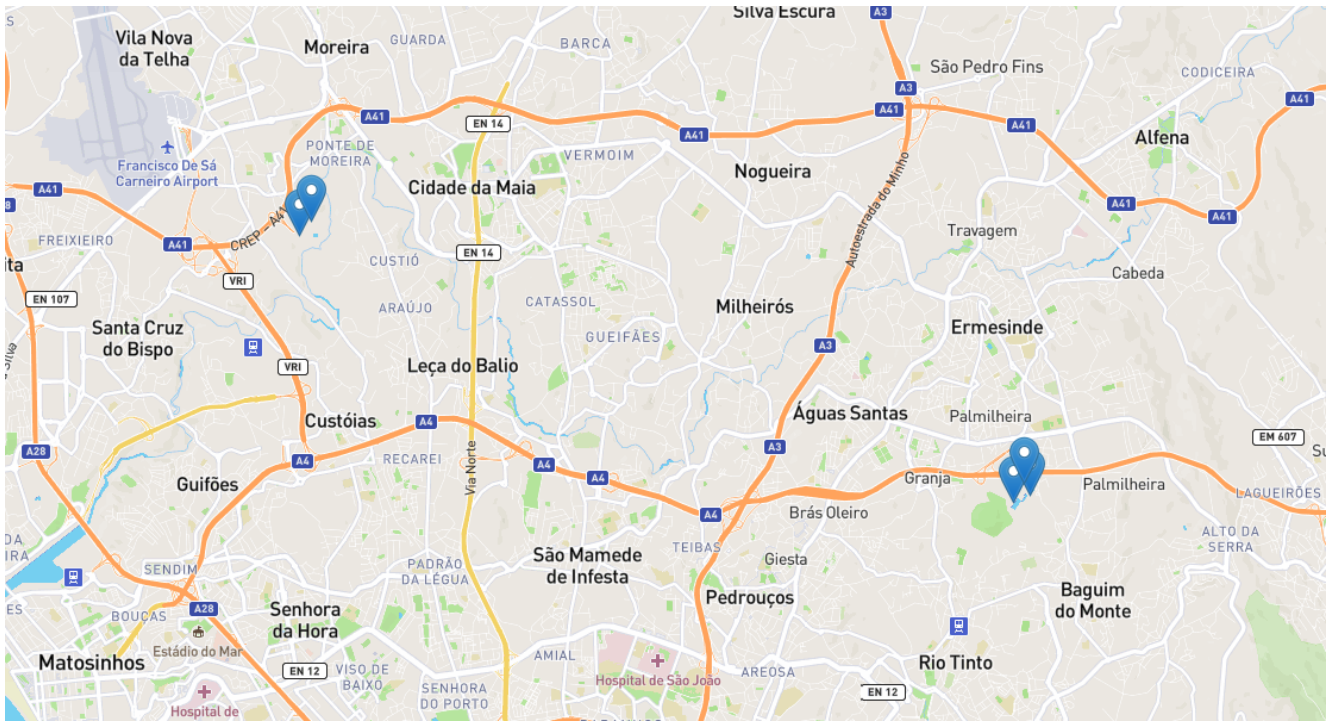 Silva Escura
Vila Nova
da Telha
Moreira
GUARDA
BARCA
A3
São Pedro Fins
CODICEIRA
A3
A41
A41
A41
EN 14
A41
A41
Alfena
PONTE DE
MOREIRA
VERMOIM
Francisco De Sá
Carneiro Airport
Nogueira
Cidade da Maia
A41
A41
A41
CREP - A41
Autoestrada do Minho
FREIXIEIRO
A41
Travagem
EN 14
CUSTIÓ
Cabeda
VRI
EN 107
ARAÚJO
CATASSOL
Milheirós
Santa Cruz
do Bispo
GUEIFÃES
Ermesinde
A3
VRI
Leça do Balio
Águas Santas
Palmilheira
Custóias
A4
EM 607
A3
A28
A4
RECAREI
Via Norte
A4
A4
Guifões
Granja
Palmilheira
LAGUEIRÕES
A4
Brás Oleiro
ALTO DA
SERRA
TEIBAS
São Mamede
de Infesta
Giesta
PADRÃO
DA LÉGUA
SENDIM
Pedrouços
Baguim
do Monte
BOUCAS
A28
Senhora
da Hora
Estádio do Mar
Matosinhos
EN 12
VISO DE
BAIXO
AMIAL
AREOSA
Rio Tinto
Hospital de São João
SENHORA
DO PORTO
EN 12
Hospital de